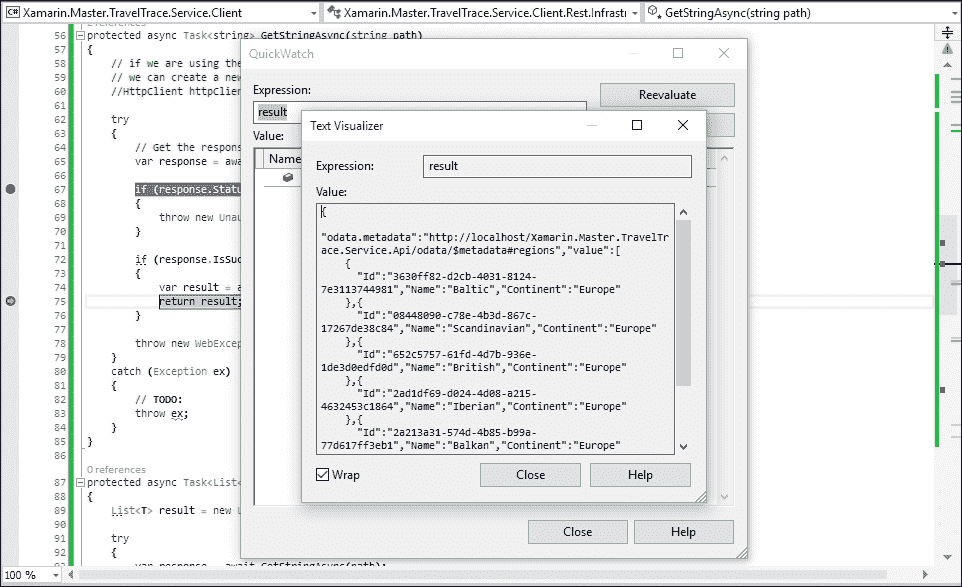 C# Xamarin.Master.TravelTrace.Service.Client
Xamarin.Master.TravelTrace.Service.Client.Rest.Infrastr
GetStringAsync(string path)
56 protected async Task<string> GetStringAsync(string path)
57 {
58 // if we are using the
59 // we can create a new
60 //HttpClient httpClien
61
62 try
63 {
64 // Get the respons
65 var response = awa
66
67 if (response.Statu
68 {
69 throw new Unau
70 }
71
72 if (response.IsSuc
73 {
74 var result = a
75 return result;
76 }
77
78 throw new WebExcep
79 }
80 catch (Exception ex)
81 {
82 // TODO:
83 throw ex;
84 }
85 }
86
0 references
87 protected async Task<List<
88 {
89 List<T> result = new L
90
91 try
92 {
93 var response = await GetStringAsync(path);
100 %
QuickWatch
Expression:
Reevaluate
result
Value:
Name
Close
Help
Text Visualizer
Expression:
result
Value:
{
"odata.metadata":"http://localhost/Xamarin.Master.TravelTr
ace.Service.Api/odata/$metadata#regions","value":[
{
"Id":"3630ff82-d2cb-4031-8124-
7e3113744981","Name":"Baltic","Continent":"Europe"
},{
"Id":"08448090-c78e-4b3d-867c-
17267de38c84","Name":"Scandinavian","Continent":"Europe"
},{
"Id":"652c5757-61fd-4d7b-936e-
1de3d0edfd0d","Name":"British","Continent":"Europe"
},{
"Id":"2ad1df69-d024-4d08-a215-
4632453c1864","Name":"Iberian","Continent":"Europe"
},{
"Id":"2a213a31-574d-4b85-b99a-
77d617ff3eb1","Name":"Balkan","Continent":"Europe"
Wrap
Close
Help